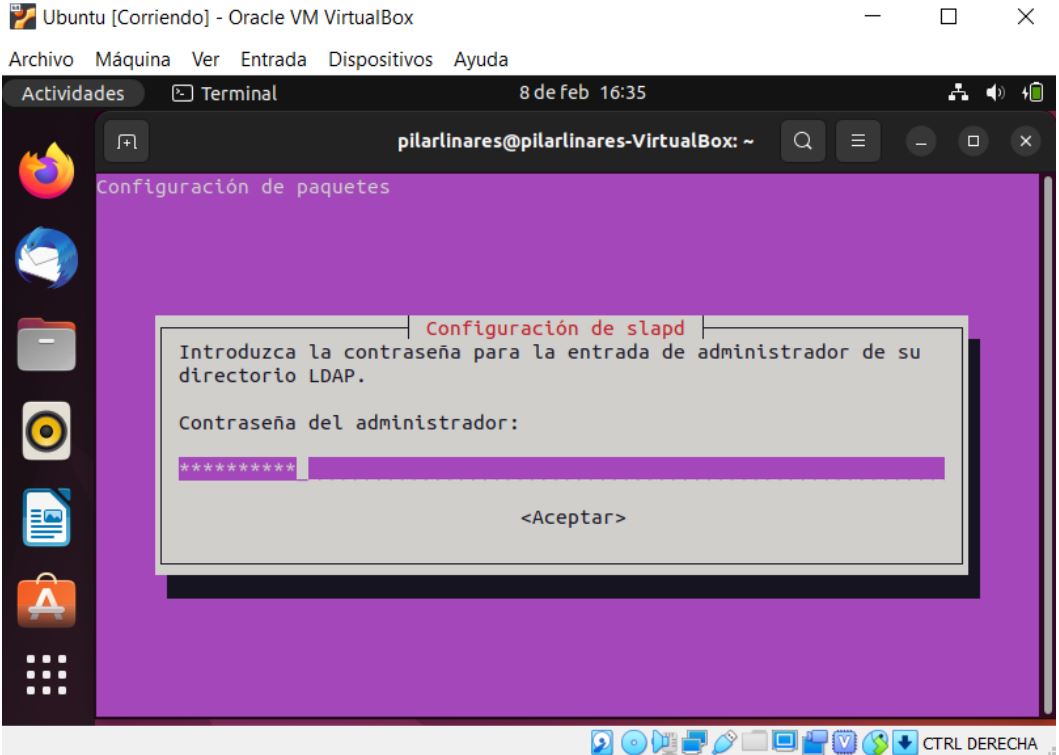 Ubuntu [Corriendo] - Oracle VM VirtualBox
Archivo Máquina Ver Entrada Dispositivos Ayuda
Actividades Terminal 8 de feb 16:35
pilarlinares@pilarlinares-VirtualBox: ~
Configuración de paquetes
Configuración de slapd
Introduzca la contraseña para la entrada de administrador de su
directorio LDAP.
Contraseña del administrador:
**********_
<Aceptar>
CTRL DERECHA